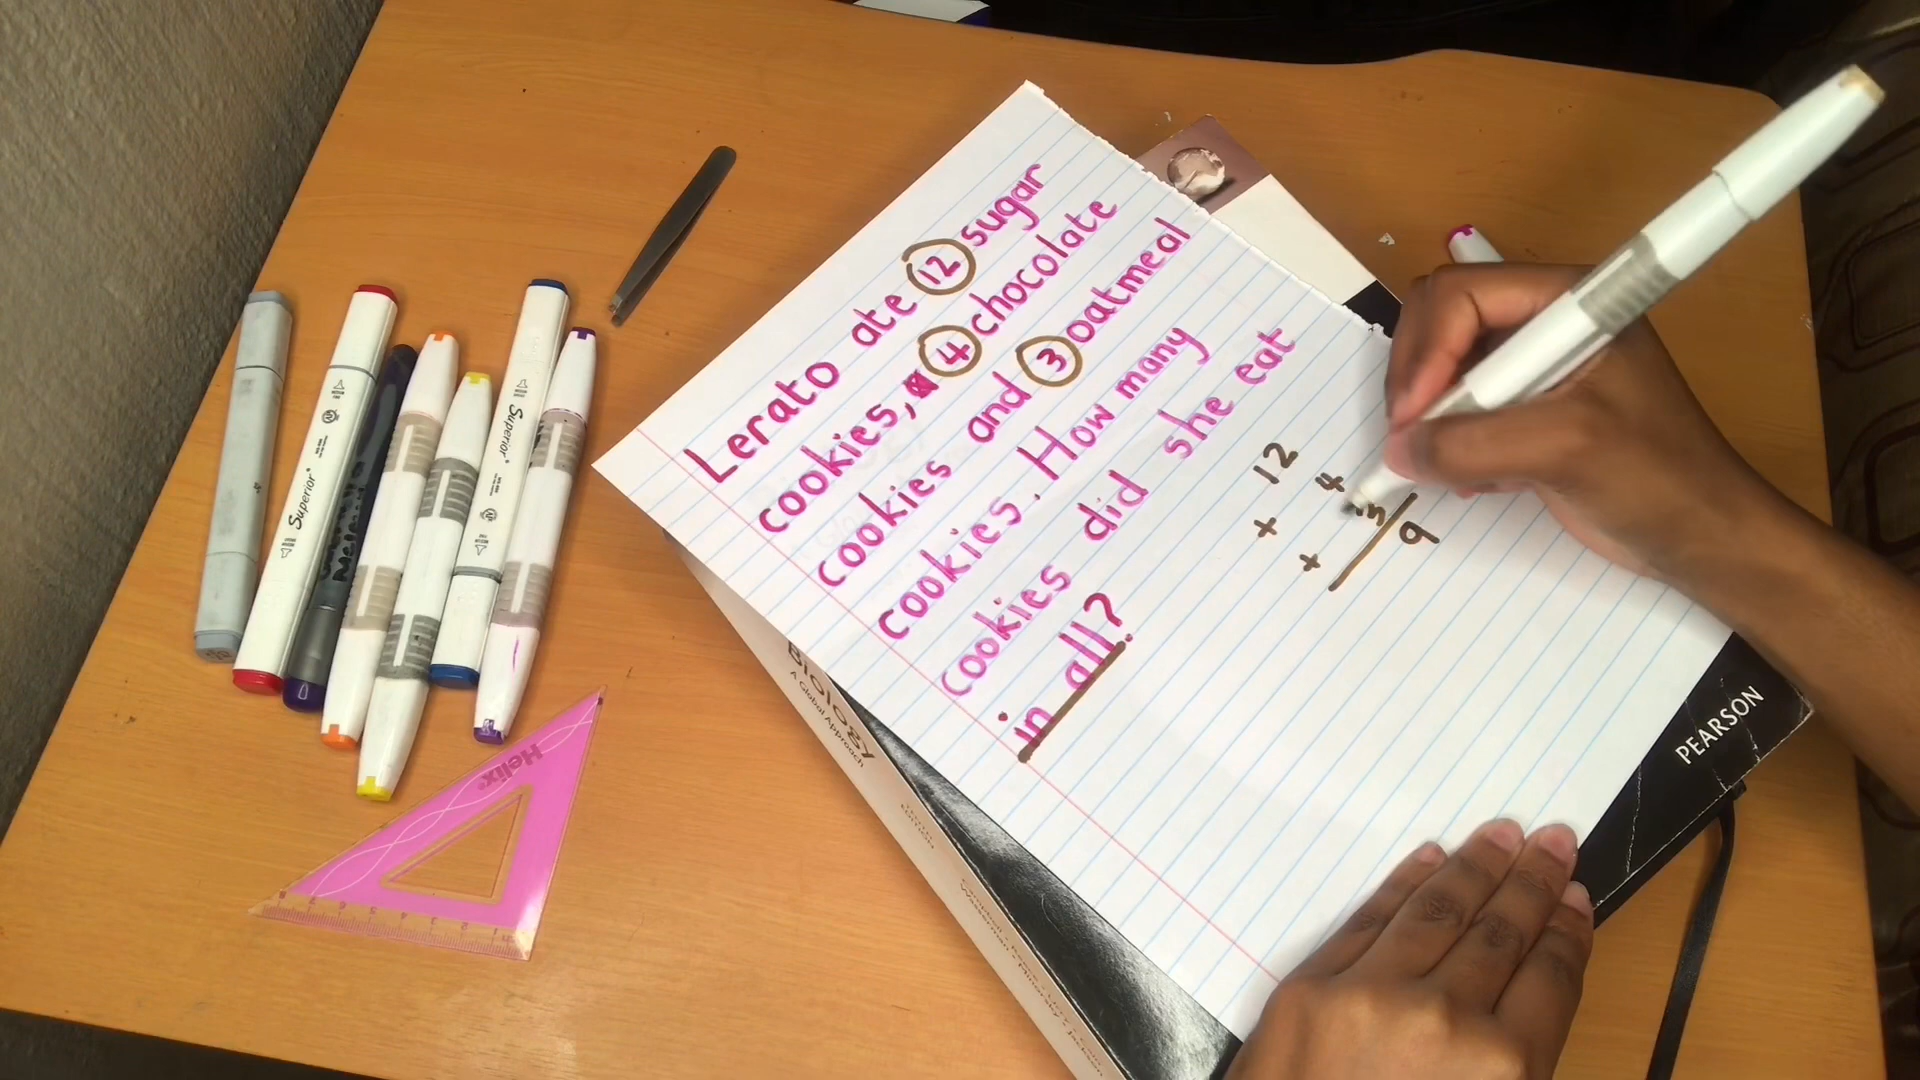 Lerato ate 12 sugar
cookies, 4 chocolate
cookies and 3 oatmeal
cookies. How many
cookies did she eat
in all?
12
+ 4
+ 3
9
Superior
Superior
Helix
Biology
A Global Approach
PEARSON